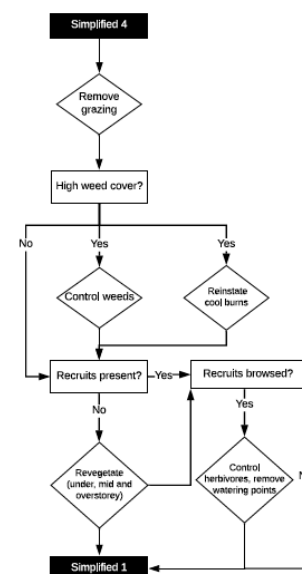 Simplified 4
Remove
grazing
High weed cover?
No
Yes
Yes
Control weeds
Reinstate
cool burns
Recruits present?
Yes
Recruits browsed?
No
Yes
Revegetate
(under, mid and
overstorey)
Control
herbivores, remove
watering points
Simplified 1